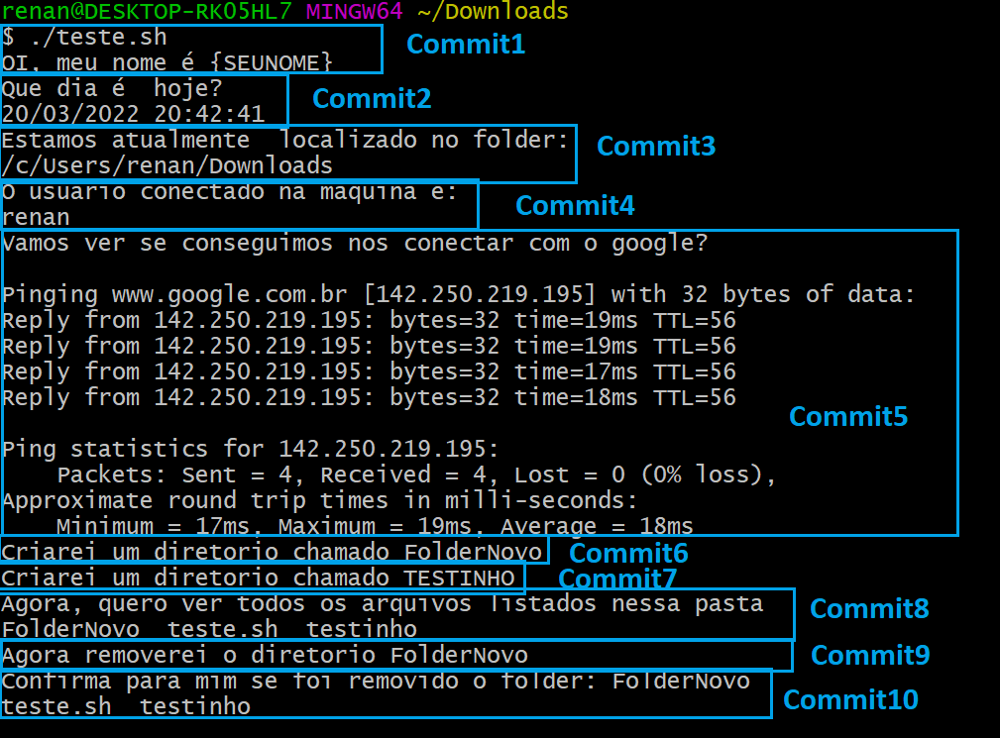 renan@DESKTOP-RK05HL7 MINGW64 ~/Downloads
$ ./teste.sh
OI, meu nome é {SEUNOME}
Commit1
Que dia é  hoje?
20/03/2022 20:42:41
Commit2
Estamos atualmente  localizado no folder:
/c/Users/renan/Downloads
Commit3
O usuario conectado na maquina e:
renan
Commit4
Vamos ver se conseguimos nos conectar com o google?
Pinging www.google.com.br [142.250.219.195] with 32 bytes of data:
Reply from 142.250.219.195: bytes=32 time=19ms TTL=56
Reply from 142.250.219.195: bytes=32 time=19ms TTL=56
Reply from 142.250.219.195: bytes=32 time=17ms TTL=56
Reply from 142.250.219.195: bytes=32 time=18ms TTL=56
Commit5
Ping statistics for 142.250.219.195:
    Packets: Sent = 4, Received = 4, Lost = 0 (0% loss),
Approximate round trip times in milli-seconds:
    Minimum = 17ms, Maximum = 19ms, Average = 18ms
Criarei um diretorio chamado FolderNovo
Commit6
Criarei um diretorio chamado TESTINHO
Commit7
Agora, quero ver todos os arquivos listados nessa pasta
FolderNovo  teste.sh  testinho
Commit8
Agora removerei o diretorio FolderNovo
Commit9
Confirma para mim se foi removido o folder: FolderNovo
teste.sh  testinho
Commit10